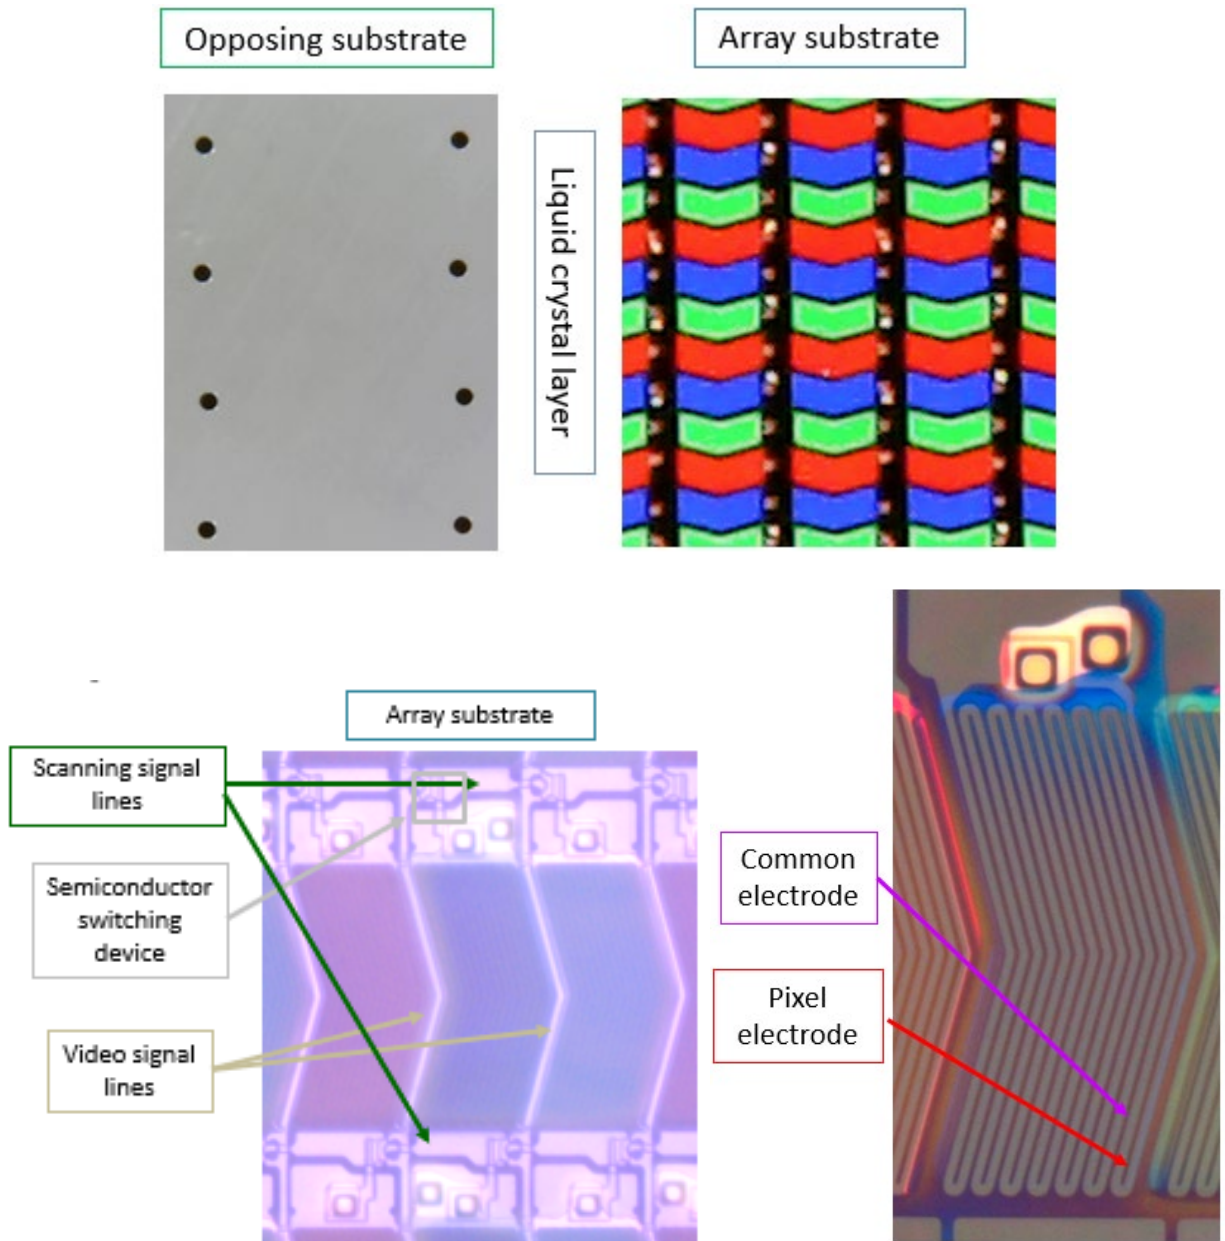 Opposing substrate
Array substrate
Liquid crystal layer
Array substrate
Scanning signal
lines
Semiconductor
switching
device
Video signal
lines
Common
electrode
Pixel
electrode